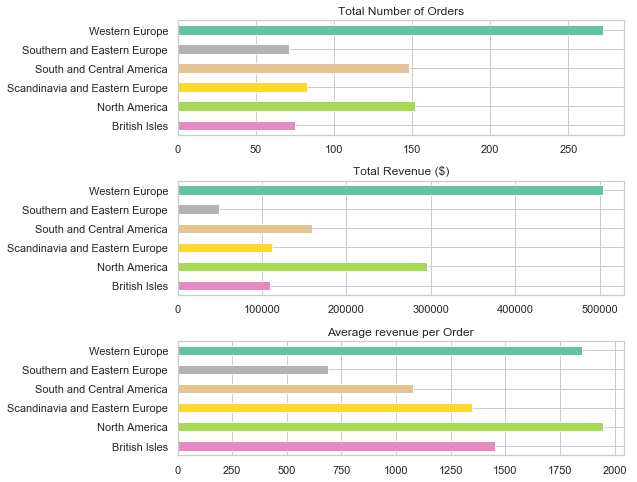 Total Number of Orders
Western Europe
Southern and Eastern Europe
South and Central America
Scandinavia and Eastern Europe
North America
British Isles
0 50 100 150 200 250
Total Revenue ($)
Western Europe
Southern and Eastern Europe
South and Central America
Scandinavia and Eastern Europe
North America
British Isles
0 100000 200000 300000 400000 500000
Average revenue per Order
Western Europe
Southern and Eastern Europe
South and Central America
Scandinavia and Eastern Europe
North America
British Isles
0 250 500 750 1000 1250 1500 1750 2000